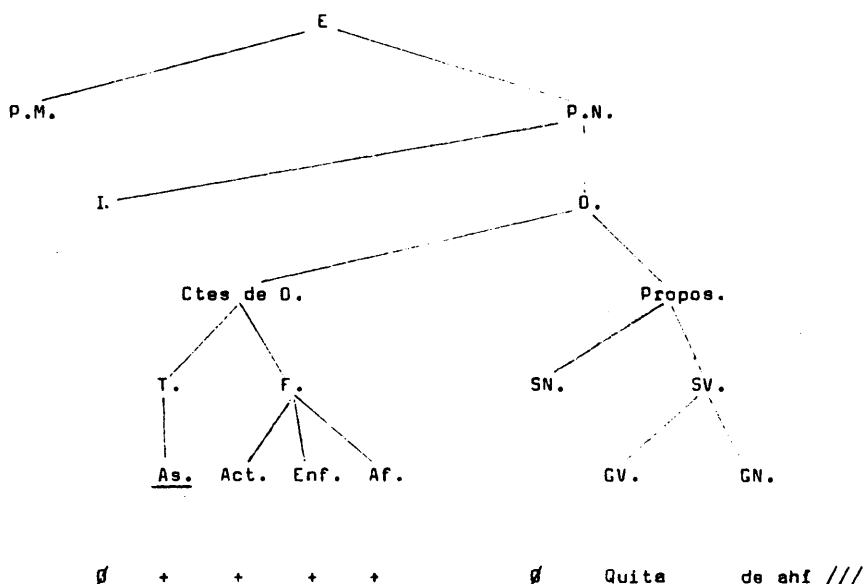 E
P.M. P.N.
I. O.
Ctes de O. Propos.
T. F. SN. SV.
As. Act. Enf. Af. GV. GN.
Ø + + + + Ø Quita de ahí ///